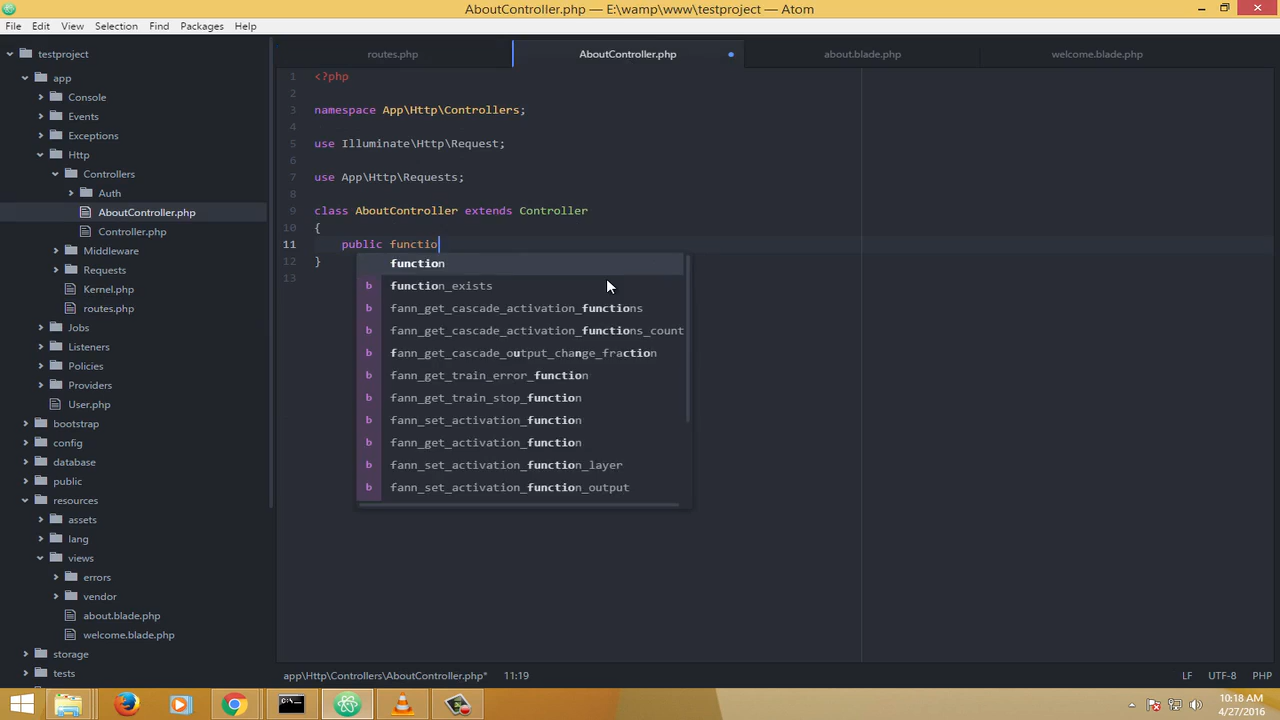 AboutController.php — E:\wamp\www\testproject — Atom
File Edit View Selection Find Packages Help
testproject
app
Console
Events
Exceptions
Http
Controllers
Auth
AboutController.php
Controller.php
Middleware
Requests
Kernel.php
routes.php
Jobs
Listeners
Policies
Providers
User.php
bootstrap
config
database
public
resources
assets
lang
views
errors
vendor
about.blade.php
welcome.blade.php
storage
tests
routes.php AboutController.php about.blade.php welcome.blade.php
1 <?php
2
3 namespace App\Http\Controllers;
4
5 use Illuminate\Http\Request;
6
7 use App\Http\Requests;
8
9 class AboutController extends Controller
10 {
11 public functio
12 }
13
function
b function_exists
b fann_get_cascade_activation_functions
b fann_get_cascade_activation_functions_count
b fann_get_cascade_output_change_fraction
b fann_get_train_error_function
b fann_get_train_stop_function
b fann_set_activation_function
b fann_get_activation_function
b fann_set_activation_function_layer
b fann_set_activation_function_output
app\Http\Controllers\AboutController.php* 11:19 LF UTF-8 PHP
10:18 AM
4/27/2016